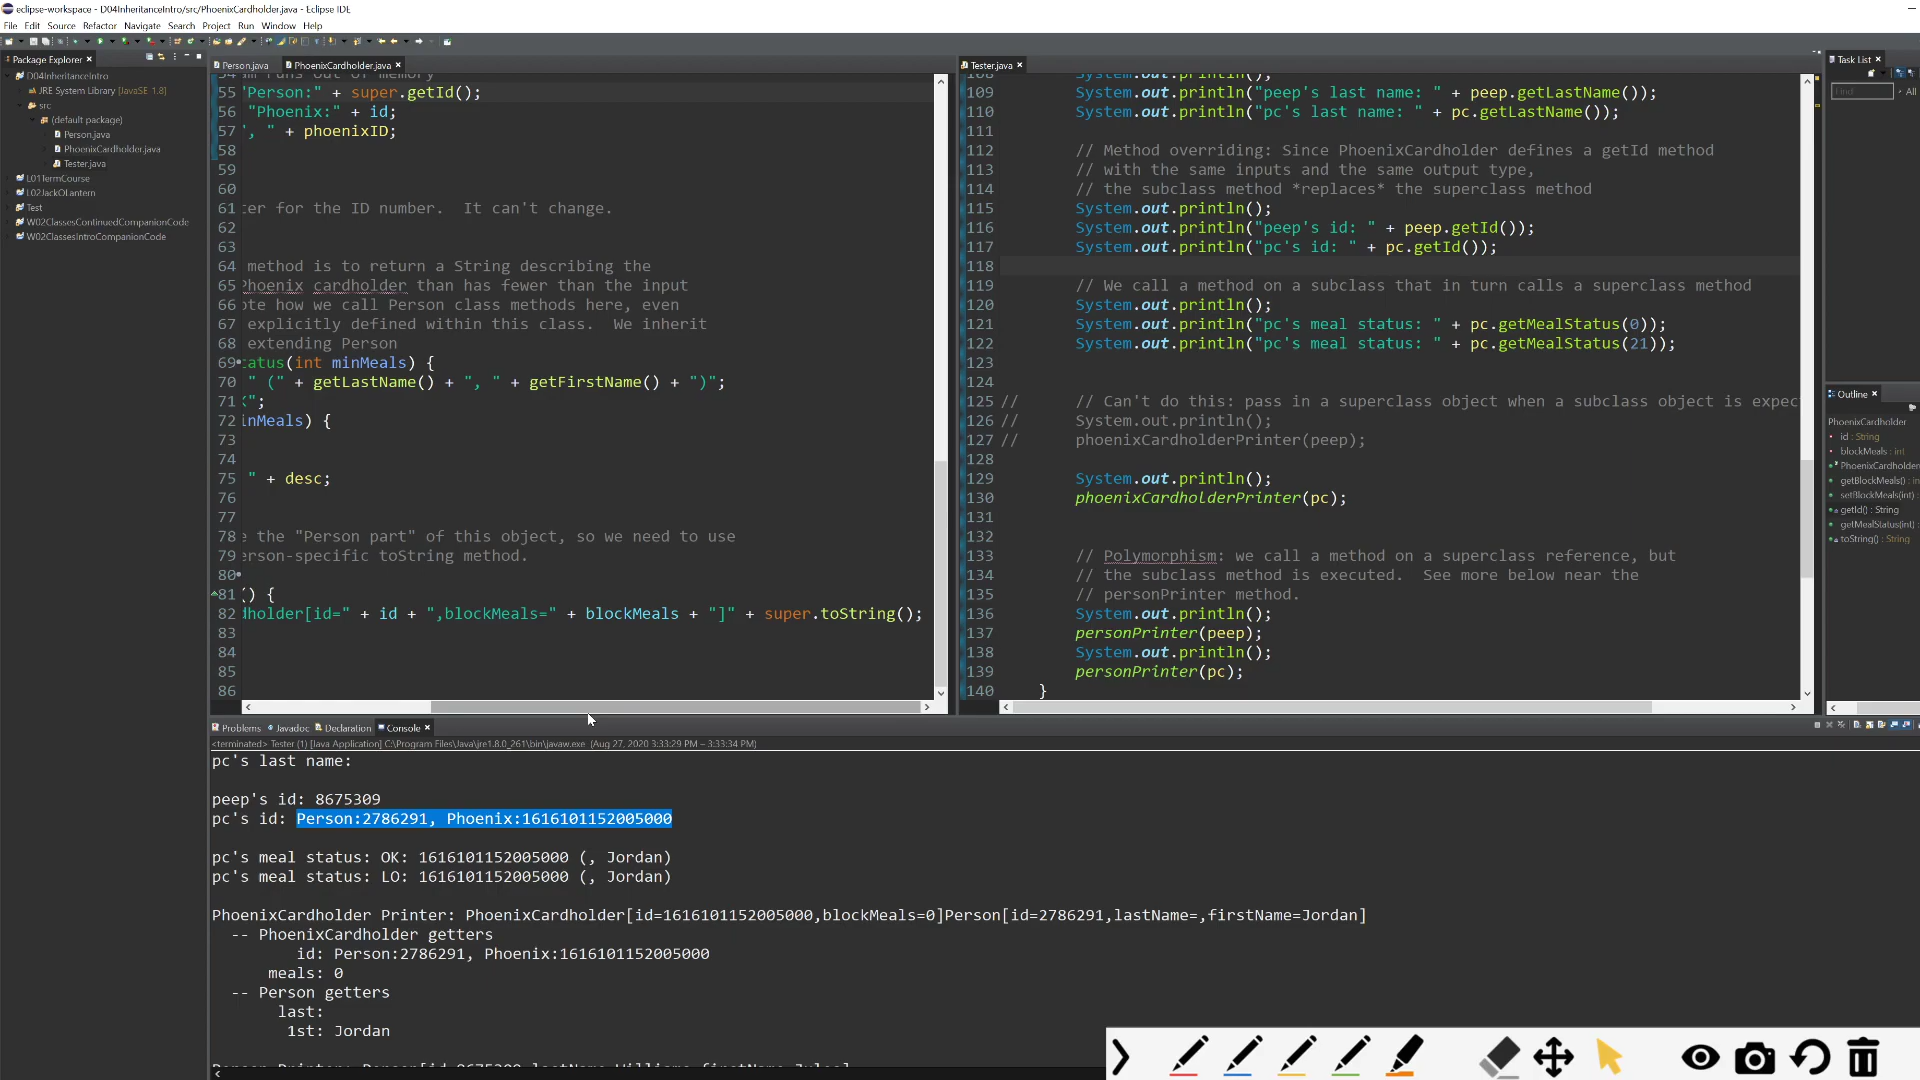 eclipse-workspace - D04InheritanceIntro/src/PhoenixCardholder.java - Eclipse IDE
File Edit Source Refactor Navigate Search Project Run Window Help
Package Explorer
D04InheritanceIntro
JRE System Library [JavaSE-1.8]
src
(default package)
Person.java
PhoenixCardholder.java
Tester.java
L01TermCourse
L02JackOLantern
Test
W02ClassesContinuedCompanionCode
W02ClassesIntroCompanionCode
Person.java PhoenixCardholder.java
54 am runs out of memory
55 'Person:" + super.getId();
56 "Phoenix:" + id;
57 ', " + phoenixID;
58
59
60
61 ter for the ID number.  It can't change.
62
63
64 method is to return a String describing the
65 Phoenix cardholder than has fewer than the input
66 ote how we call Person class methods here, even
67 explicitly defined within this class.  We inherit
68 extending Person
69 tatus(int minMeals) {
70 " (" + getLastName() + ", " + getFirstName() + ")";
71 ";
72 inMeals) {
73
74
75 " + desc;
76
77
78 e the "Person part" of this object, so we need to use
79 erson-specific toString method.
80
81 () {
82 dholder[id=" + id + ",blockMeals=" + blockMeals + "]" + super.toString();
83
84
85
86
Tester.java
108 System.out.println();
109 System.out.println("peep's last name: " + peep.getLastName());
110 System.out.println("pc's last name: " + pc.getLastName());
111
112 // Method overriding: Since PhoenixCardholder defines a getId method
113 // with the same inputs and the same output type,
114 // the subclass method *replaces* the superclass method
115 System.out.println();
116 System.out.println("peep's id: " + peep.getId());
117 System.out.println("pc's id: " + pc.getId());
118
119 // We call a method on a subclass that in turn calls a superclass method
120 System.out.println();
121 System.out.println("pc's meal status: " + pc.getMealStatus(0));
122 System.out.println("pc's meal status: " + pc.getMealStatus(21));
123
124
125 // // Can't do this: pass in a superclass object when a subclass object is expec
126 // System.out.println();
127 // phoenixCardholderPrinter(peep);
128
129 System.out.println();
130 phoenixCardholderPrinter(pc);
131
132
133 // Polymorphism: we call a method on a superclass reference, but
134 // the subclass method is executed.  See more below near the
135 // personPrinter method.
136 System.out.println();
137 personPrinter(peep);
138 System.out.println();
139 personPrinter(pc);
140 }
Task List
Find All
Outline
PhoenixCardholder
id : String
blockMeals : int
PhoenixCardholder
getBlockMeals() : in
setBlockMeals(int) :
getId() : String
getMealStatus(int) :
toString() : String
Problems Javadoc Declaration Console
<terminated> Tester (1) [Java Application] C:\Program Files\Java\jre1.8.0_261\bin\javaw.exe (Aug 27, 2020 3:33:29 PM – 3:33:34 PM)
pc's last name:
peep's id: 8675309
pc's id: Person:2786291, Phoenix:1616101152005000
pc's meal status: OK: 1616101152005000 (, Jordan)
pc's meal status: LO: 1616101152005000 (, Jordan)
PhoenixCardholder Printer: PhoenixCardholder[id=1616101152005000,blockMeals=0]Person[id=2786291,lastName=,firstName=Jordan]
-- PhoenixCardholder getters
id: Person:2786291, Phoenix:1616101152005000
meals: 0
-- Person getters
last:
1st: Jordan